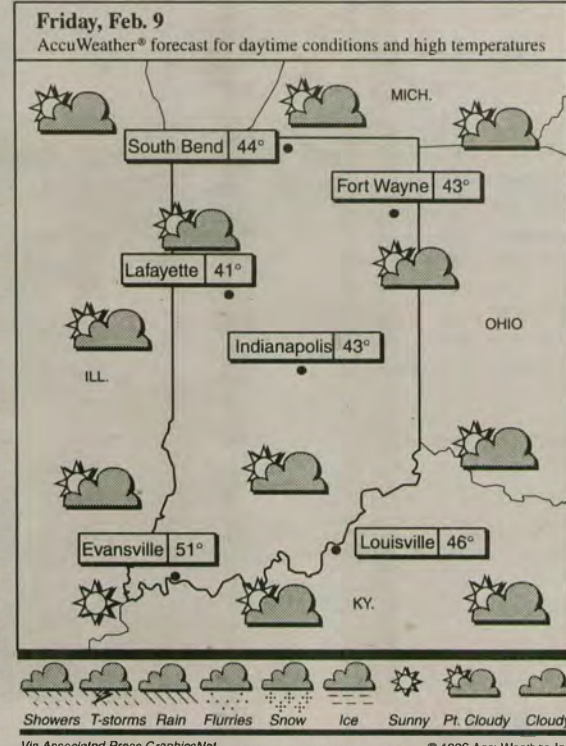 Friday, Feb. 9
AccuWeather® forecast for daytime conditions and high temperatures
MICH.
South Bend 44°
Fort Wayne 43°
Lafayette 41°
OHIO
Indianapolis 43°
ILL.
Evansville 51°
Louisville 46°
KY.
Showers T-storms Rain Flurries Snow Ice Sunny Pt. Cloudy Cloudy
Via Associated Press GraphicsNet